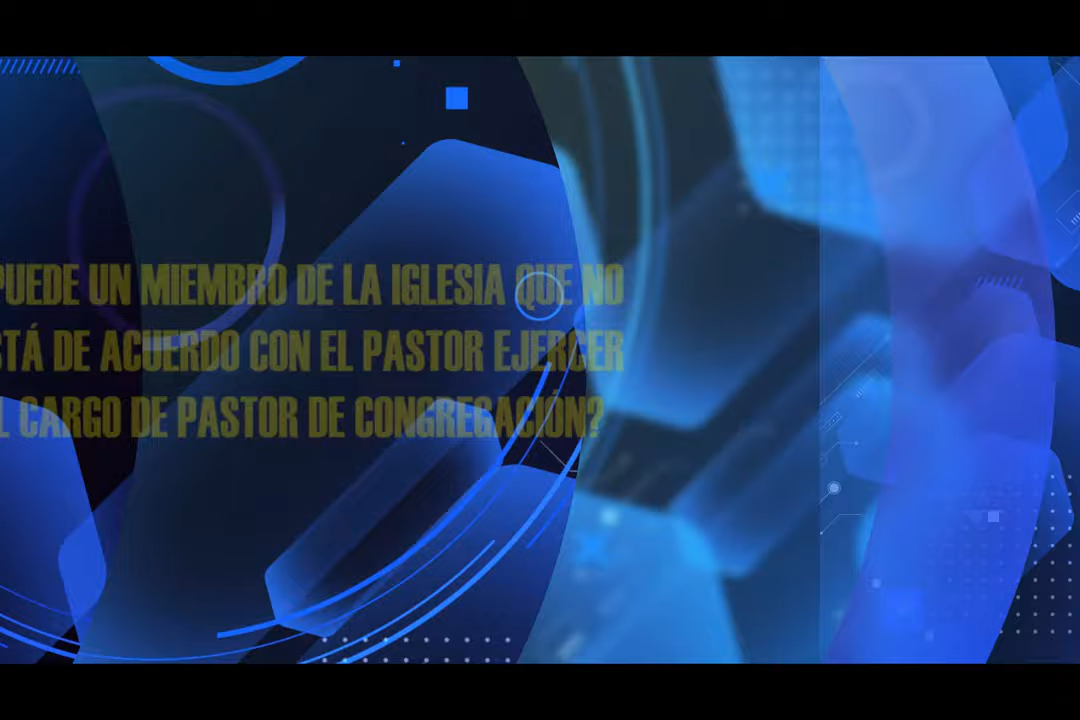 PUEDE UN MIEMBRO DE LA IGLESIA QUE NO
STÁ DE ACUERDO CON EL PASTOR EJERCER
L CARGO DE PASTOR DE CONGREGACIÓN?